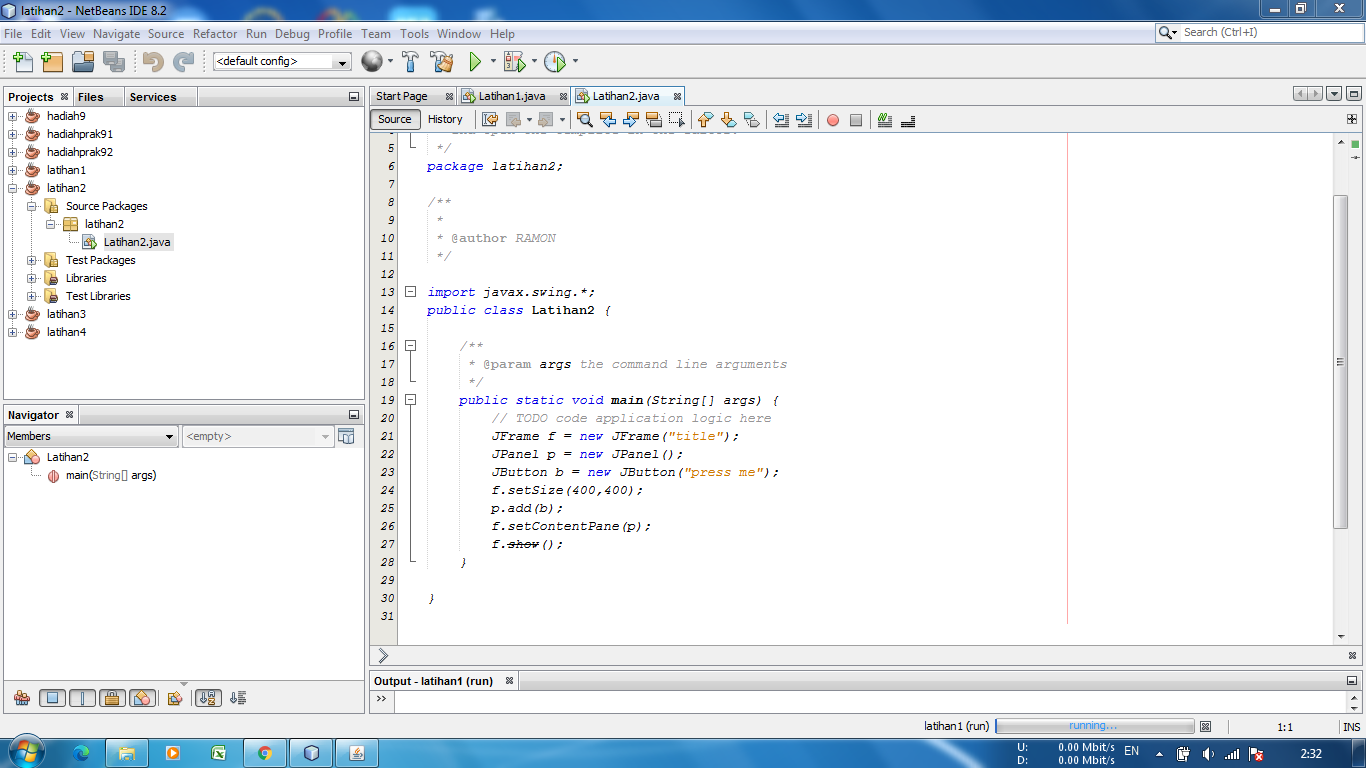 latihan2 - NetBeans IDE 8.2
File Edit View Navigate Source Refactor Run Debug Profile Team Tools Window Help
Search (Ctrl+I)
<default config>
Projects Files Services
hadiah9
hadiahprak91
hadiahprak92
latihan1
latihan2
Source Packages
latihan2
Latihan2.java
Test Packages
Libraries
Test Libraries
latihan3
latihan4
Navigator
Members <empty>
Latihan2
main(String[] args)
Start Page Latihan1.java Latihan2.java
Source History
5 */
6 package latihan2;
7
8 /**
9 *
10 * @author RAMON
11 */
12
13 import javax.swing.*;
14 public class Latihan2 {
15
16 /**
17 * @param args the command line arguments
18 */
19 public static void main(String[] args) {
20 // TODO code application logic here
21 JFrame f = new JFrame("title");
22 JPanel p = new JPanel();
23 JButton b = new JButton("press me");
24 f.setSize(400,400);
25 p.add(b);
26 f.setContentPane(p);
27 f.show();
28 }
29
30 }
31
Output - latihan1 (run)
latihan1 (run) running... 1:1 INS
U: 0.00 Mbit/s
D: 0.00 Mbit/s
EN
2:32